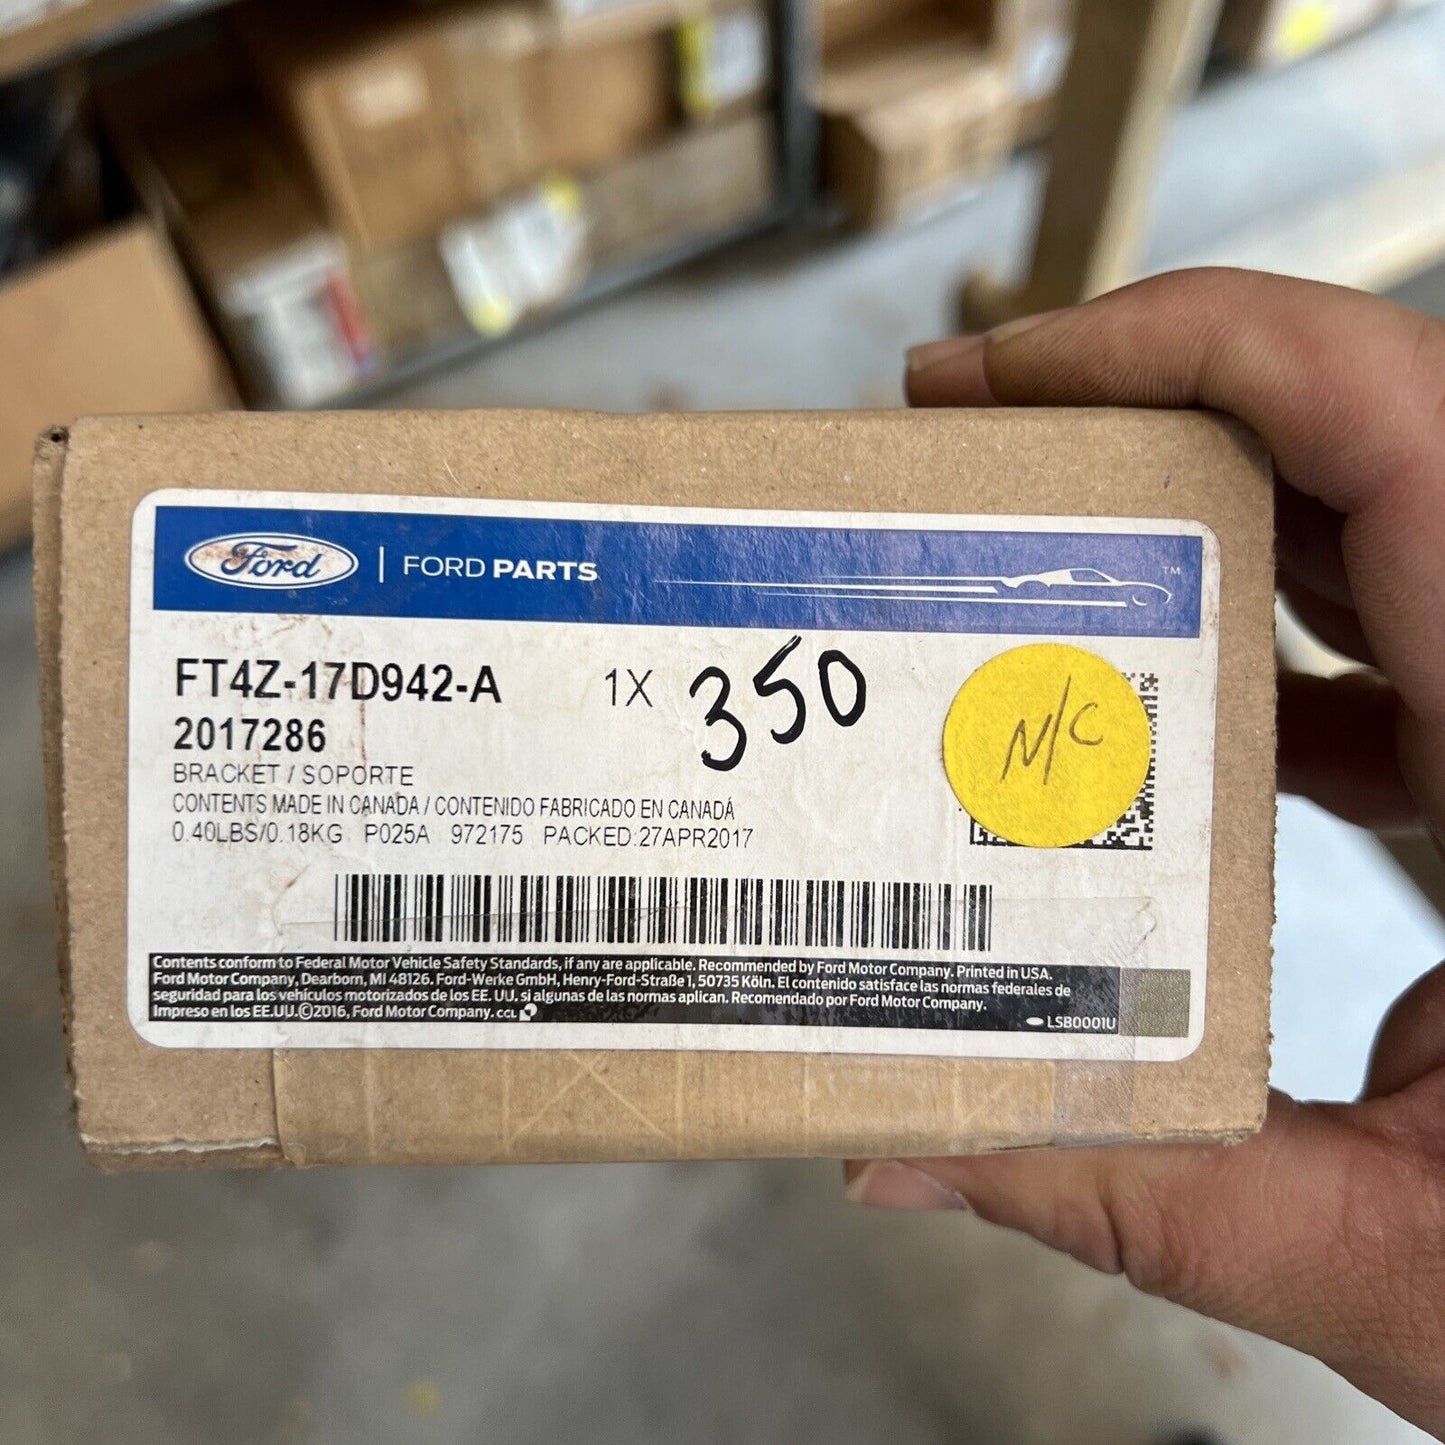 Ford | FORD PARTS ™
FT4Z-17D942-A 1X 350
2017286
N/C
BRACKET / SOPORTE
CONTENTS MADE IN CANADA / CONTENIDO FABRICADO EN CANADÁ
0.40LBS/0.18KG P025A 972175 PACKED:27APR2017
Contents conform to Federal Motor Vehicle Safety Standards, if any are applicable. Recommended by Ford Motor Company. Printed in USA.
Ford Motor Company, Dearborn, MI 48126. Ford-Werke GmbH, Henry-Ford-Straße 1, 50735 Köln. El contenido satisface las normas federales de
seguridad para los vehículos motorizados de los EE. UU. si algunas de las normas aplican. Recomendado por Ford Motor Company.
Impreso en los EE.UU.©2016, Ford Motor Company. CCL
LSB0001U